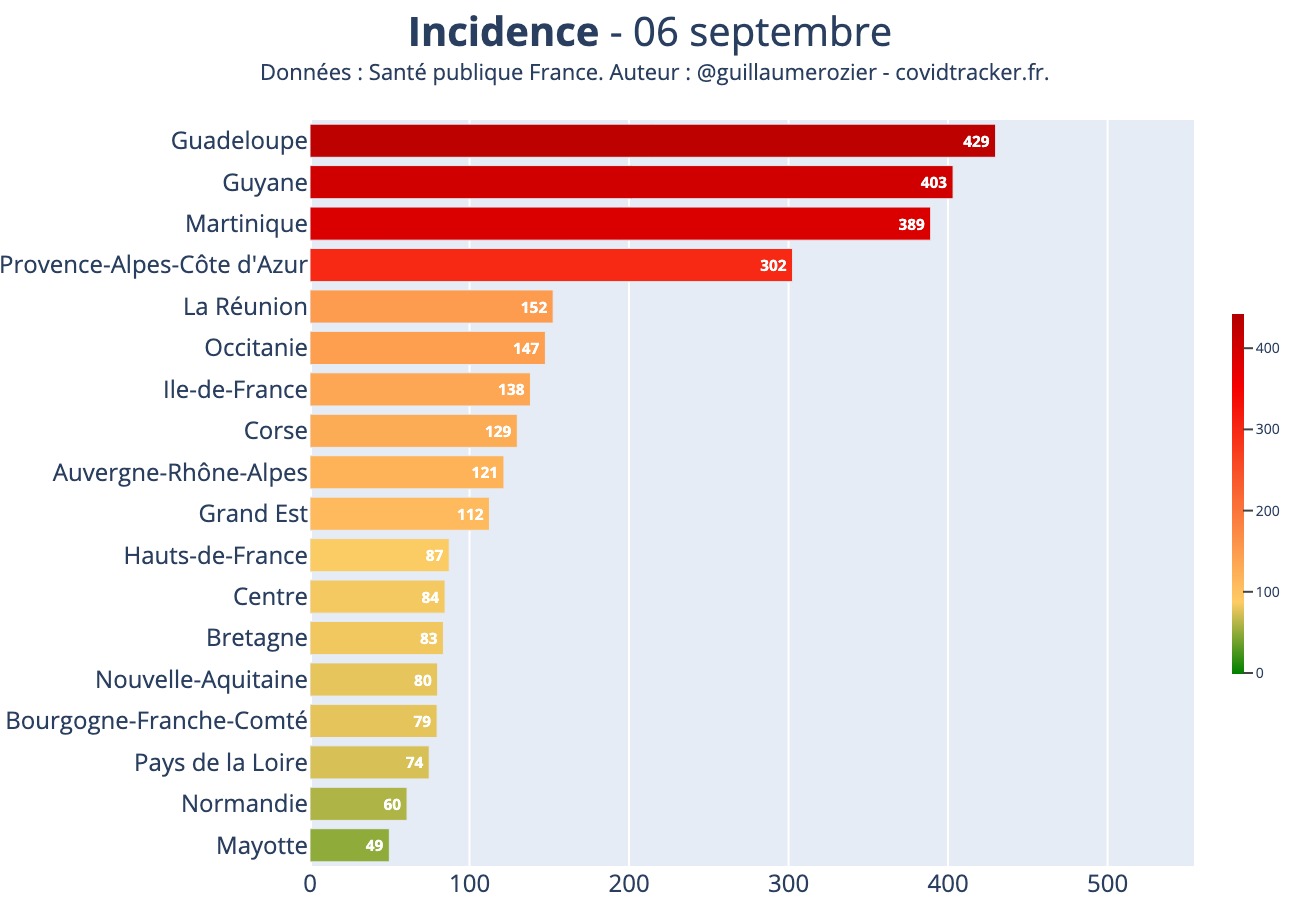 Incidence - 06 septembre
Données : Santé publique France. Auteur : @guillaumerozier - covidtracker.fr.
Guadeloupe 429
Guyane 403
Martinique 389
Provence-Alpes-Côte d'Azur 302
La Réunion 152
Occitanie 147
Ile-de-France 138
Corse 129
Auvergne-Rhône-Alpes 121
Grand Est 112
Hauts-de-France 87
Centre 84
Bretagne 83
Nouvelle-Aquitaine 80
Bourgogne-Franche-Comté 79
Pays de la Loire 74
Normandie 60
Mayotte 49
0 100 200 300 400 500
400
300
200
100
0